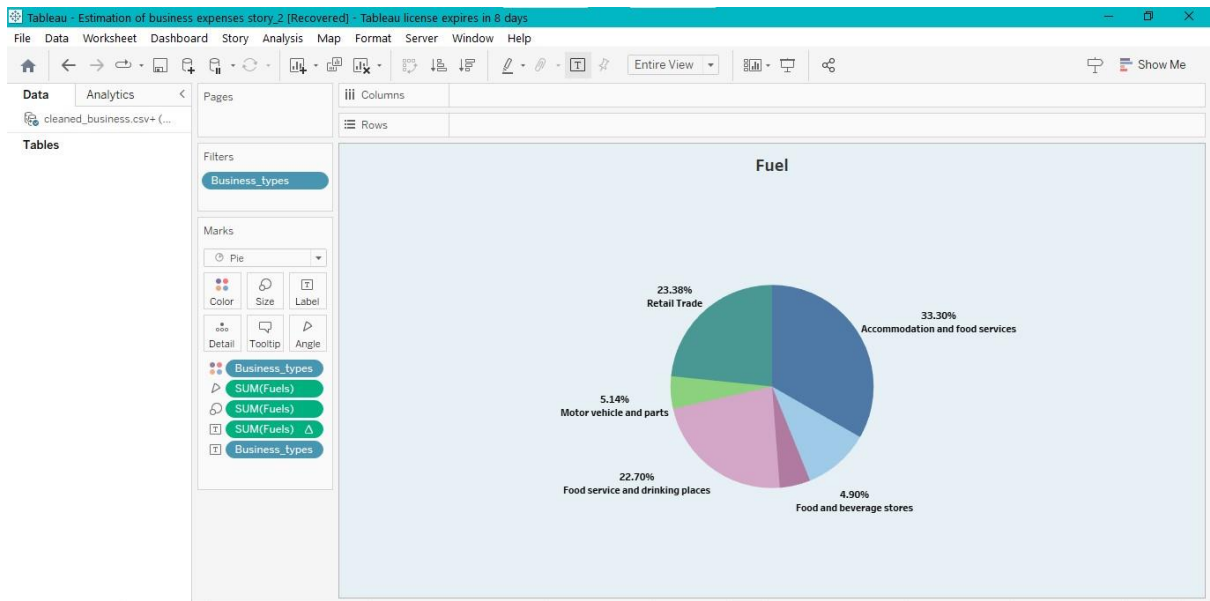 Tableau - Estimation of business expenses story_2 [Recovered] - Tableau license expires in 8 days
File Data Worksheet Dashboard Story Analysis Map Format Server Window Help
Entire View
Show Me
Data Analytics
cleaned_business.csv+ (...
Tables
Pages
Filters
Business_types
Marks
Pie
Color Size Label
Detail Tooltip Angle
Business_types
SUM(Fuels)
SUM(Fuels)
SUM(Fuels) Δ
Business_types
Columns
Rows
Fuel
23.38%
Retail Trade
33.30%
Accommodation and food services
5.14%
Motor vehicle and parts
22.70%
Food service and drinking places
4.90%
Food and beverage stores